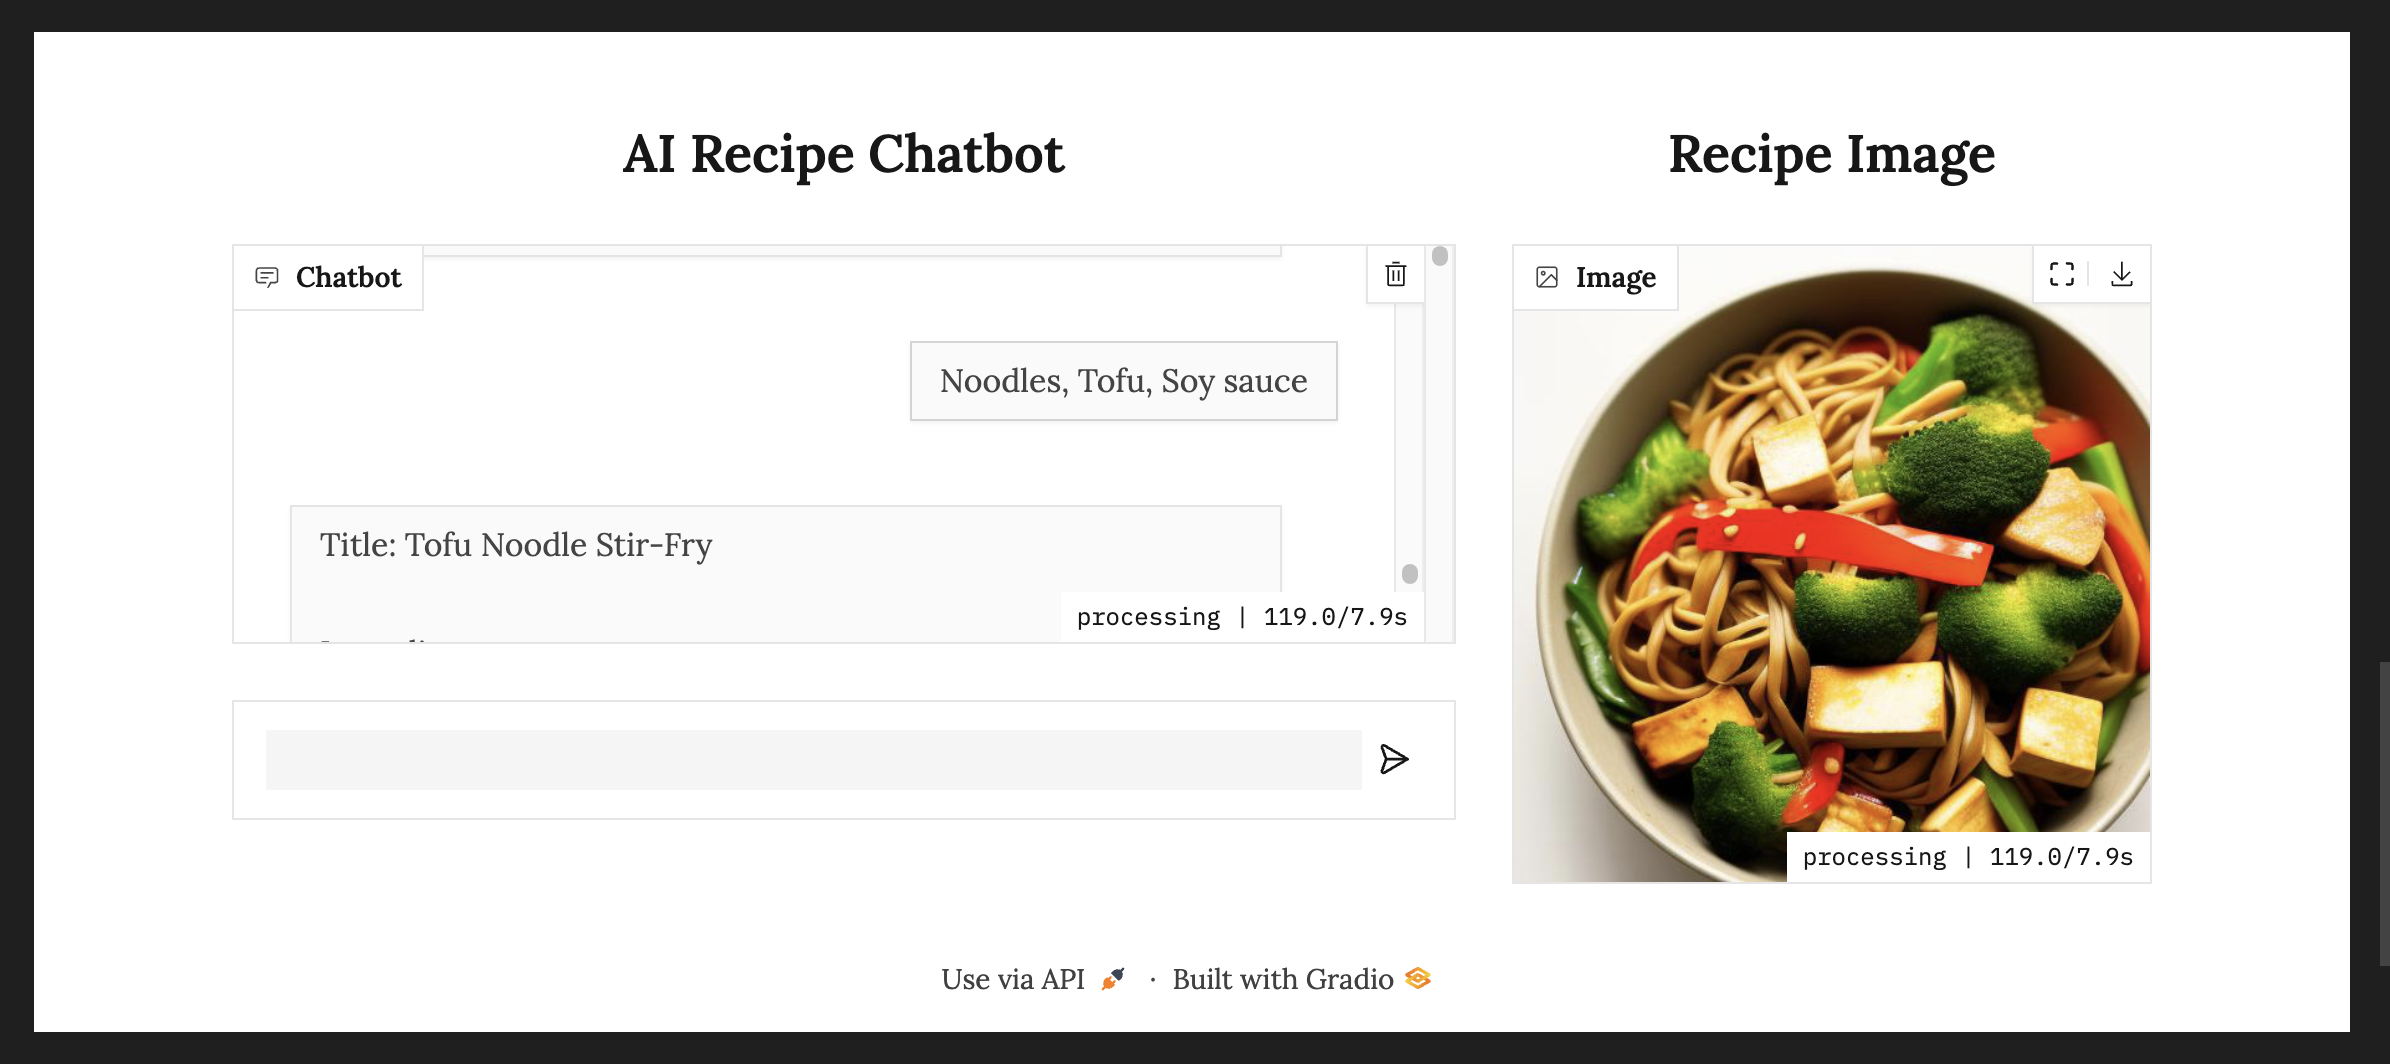 AI Recipe Chatbot
Recipe Image
Chatbot
Noodles, Tofu, Soy sauce
Title: Tofu Noodle Stir-Fry
processing | 119.0/7.9s
Image
processing | 119.0/7.9s
Use via API · Built with Gradio